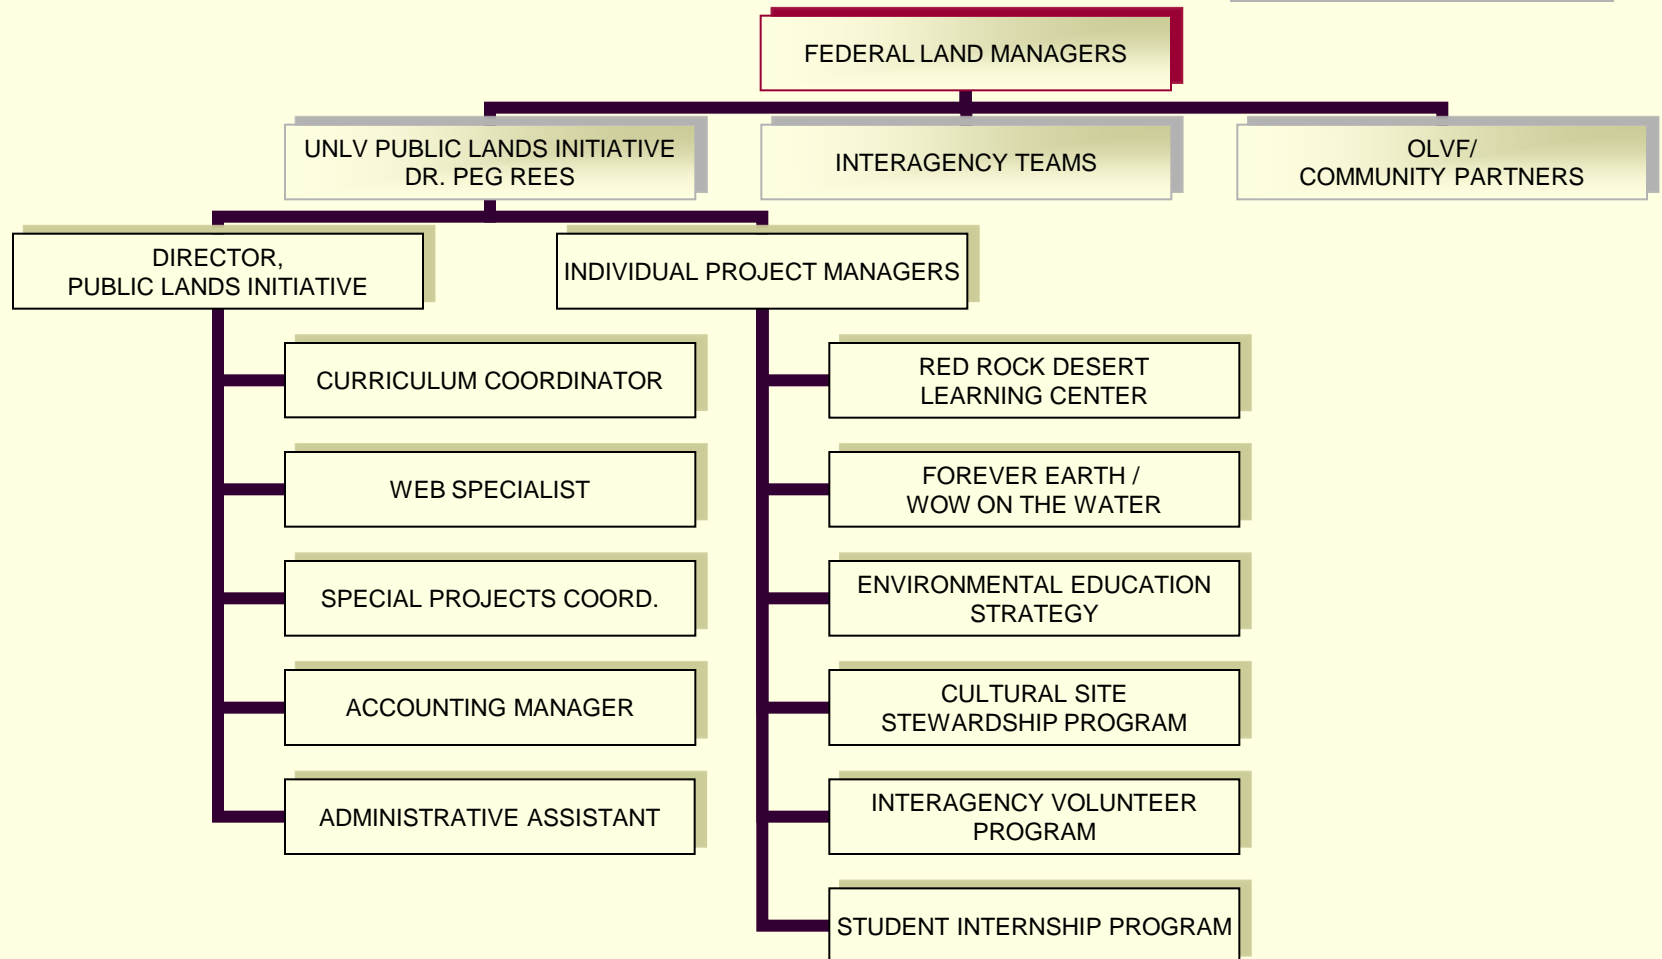 FEDERAL LAND MANAGERS
UNLV PUBLIC LANDS INITIATIVE
DR. PEG REES
INTERAGENCY TEAMS
OLVF/
COMMUNITY PARTNERS
DIRECTOR,
PUBLIC LANDS INITIATIVE
INDIVIDUAL PROJECT MANAGERS
CURRICULUM COORDINATOR
WEB SPECIALIST
SPECIAL PROJECTS COORD.
ACCOUNTING MANAGER
ADMINISTRATIVE ASSISTANT
RED ROCK DESERT
LEARNING CENTER
FOREVER EARTH /
WOW ON THE WATER
ENVIRONMENTAL EDUCATION
STRATEGY
CULTURAL SITE
STEWARDSHIP PROGRAM
INTERAGENCY VOLUNTEER
PROGRAM
STUDENT INTERNSHIP PROGRAM